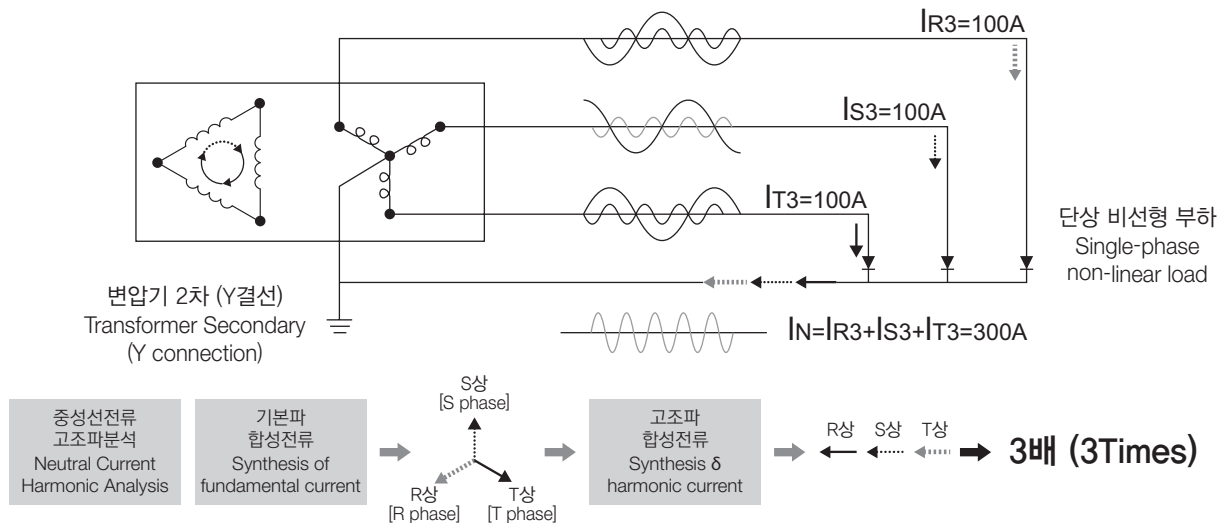 IR3=100A
IS3=100A
IT3=100A
단상 비선형 부하
Single-phase
non-linear load
변압기 2차 (Y결선)
Transformer Secondary
(Y connection)
IN=IR3+IS3+IT3=300A
중성선전류
고조파분석
Neutral Current
Harmonic Analysis
기본파
합성전류
Synthesis of
fundamental current
S상
[S phase]
R상
[R phase]
T상
[T phase]
고조파
합성전류
Synthesis δ
harmonic current
R상 S상 T상
3배 (3Times)